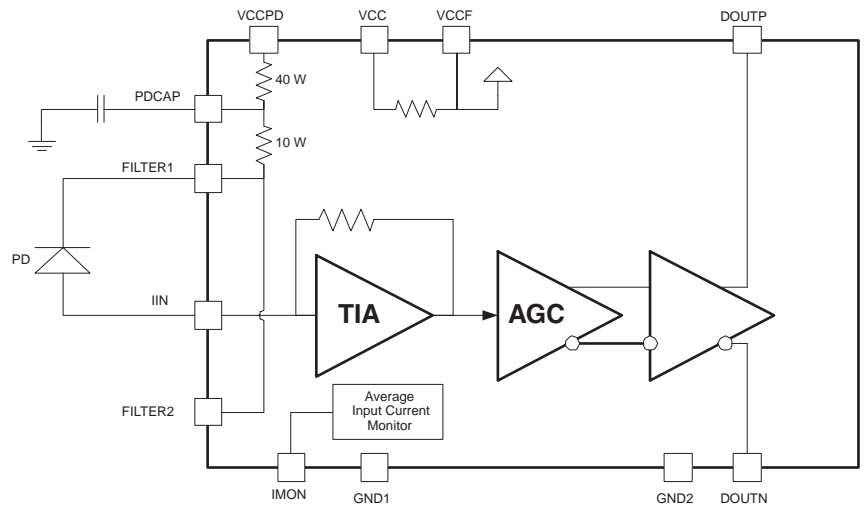 VCCPD
VCC
VCCF
DOUTP
40 W
PDCAP
10 W
FILTER1
PD
IIN
TIA
AGC
FILTER2
Average
Input Current
Monitor
IMON
GND1
GND2
DOUTN